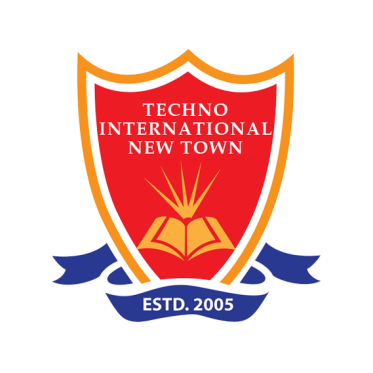 TECHNO
INTERNATIONAL
NEW TOWN
ESTD. 2005